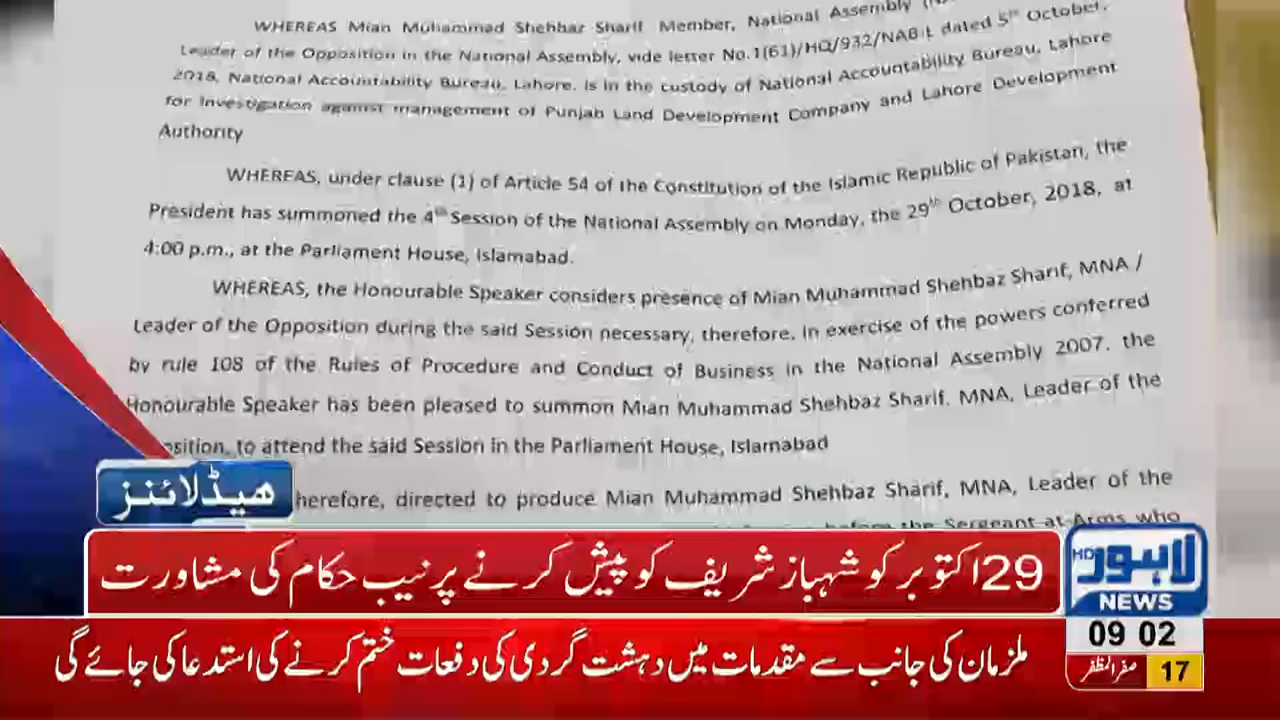 WHEREAS Mian Muhammad Shehbaz Sharif Member, National Assembly
Leader of the Opposition in the National Assembly, vide letter No.1(61)/HQ/932/NAB-L dated 5th October,
2018, National Accountability Bureau, Lahore, is in the custody of National Accountability Bureau, Lahore
for investigation against management of Punjab Land Development Company and Lahore Development
Authority
WHEREAS, under clause (1) of Article 54 of the Constitution of the Islamic Republic of Pakistan, the
President has summoned the 4th Session of the National Assembly on Monday, the 29th October, 2018, at
4:00 p.m., at the Parliament House, Islamabad.
WHEREAS, the Honourable Speaker considers presence of Mian Muhammad Shehbaz Sharif, MNA /
Leader of the Opposition during the said Session necessary, therefore, in exercise of the powers conferred
by rule 108 of the Rules of Procedure and Conduct of Business in the National Assembly 2007, the
Honourable Speaker has been pleased to summon Mian Muhammad Shehbaz Sharif, MNA, Leader of the
osition, to attend the said Session in the Parliament House, Islamabad
herefore, directed to produce Mian Muhammad Shehbaz Sharif, MNA, Leader of the
before the Sergeant at Arms who
ھیڈلائنز
29 اکتوبر کو شہباز شریف کو پیش کرنے پر نیب حکام کی مشاورت
ملزمان کی جانب سے مقدمات میں دہشت گردی کی دفعات ختم کرنے کی استدعا کی جائے گی
لاہور HD
NEWS
09 02
17 صفر المظفر